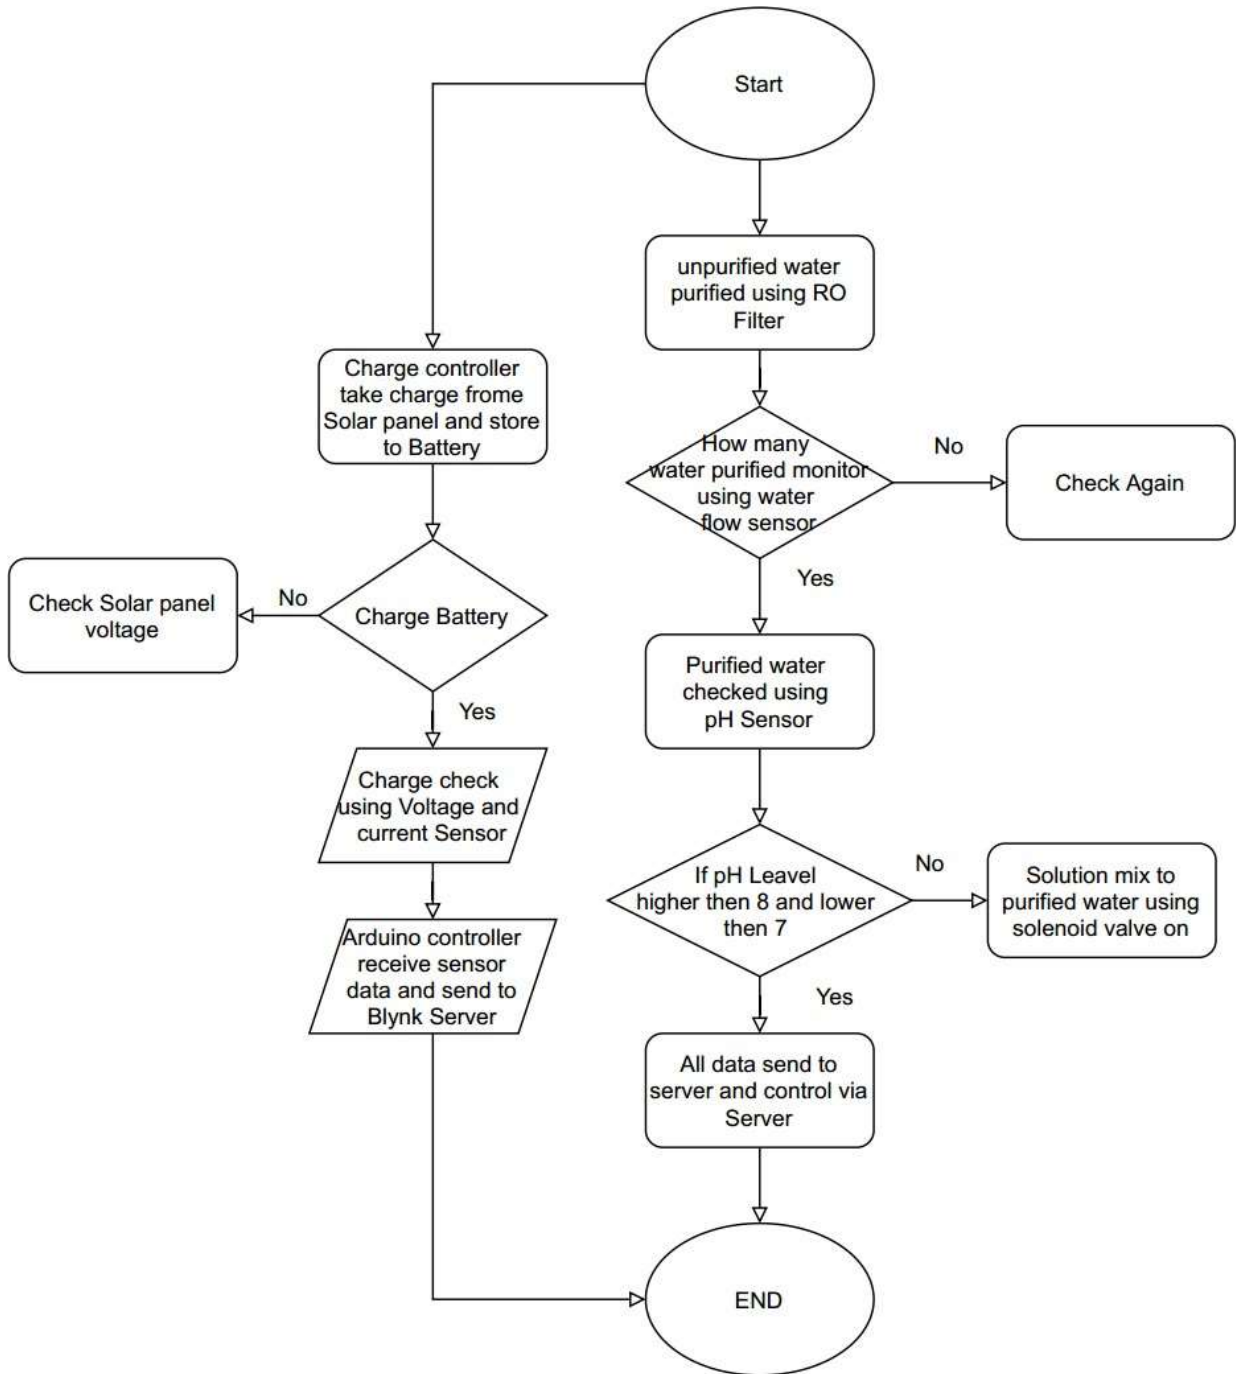 Start
unpurified water
purified using RO
Filter
Charge controller
take charge frome
Solar panel and store
to Battery
How many
water purified monitor
using water
flow sensor
No
Check Again
Yes
Check Solar panel
voltage
No
Charge Battery
Yes
Purified water
checked using
pH Sensor
Charge check
using Voltage and
current Sensor
If pH Leavel
higher then 8 and lower
then 7
No
Solution mix to
purified water using
solenoid valve on
Yes
Arduino controller
receive sensor
data and send to
Blynk Server
All data send to
server and control via
Server
END